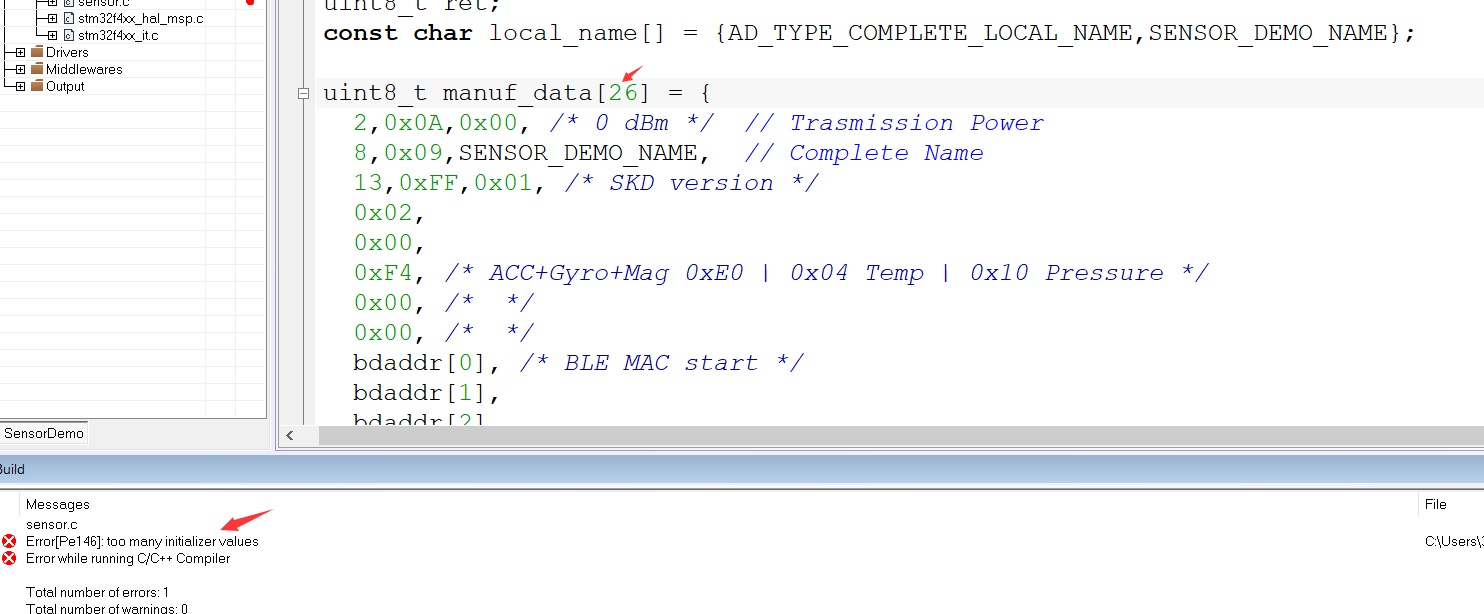 sensor.c
stm32f4xx_hal_msp.c
stm32f4xx_it.c
Drivers
Middlewares
Output
SensorDemo
uint8_t ret;
const char local_name[] = {AD_TYPE_COMPLETE_LOCAL_NAME,SENSOR_DEMO_NAME};
uint8_t manuf_data[26] = {
2,0x0A,0x00, /* 0 dBm */ // Trasmission Power
8,0x09,SENSOR_DEMO_NAME, // Complete Name
13,0xFF,0x01, /* SKD version */
0x02,
0x00,
0xF4, /* ACC+Gyro+Mag 0xE0 | 0x04 Temp | 0x10 Pressure */
0x00, /* */
0x00, /* */
bdaddr[0], /* BLE MAC start */
bdaddr[1],
bdaddr[2]
Build
Messages File
sensor.c
Error[Pe146]: too many initializer values C:\Users\
Error while running C/C++ Compiler
Total number of errors: 1
Total number of warnings: 0